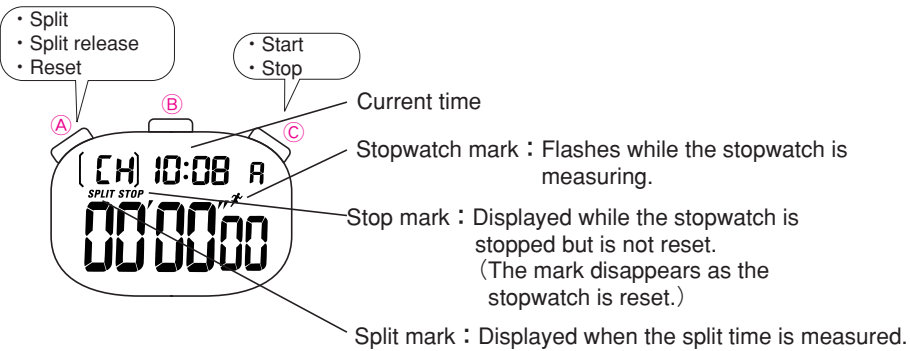 ・Split
・Split release
・Reset
・Start
・Stop
Ⓐ
Ⓑ
Ⓒ
Current time
[CH] 10:08 A
SPLIT STOP
00'00"00
Stopwatch mark：Flashes while the stopwatch is
measuring.
Stop mark：Displayed while the stopwatch is
stopped but is not reset.
（The mark disappears as the
stopwatch is reset.）
Split mark：Displayed when the split time is measured.